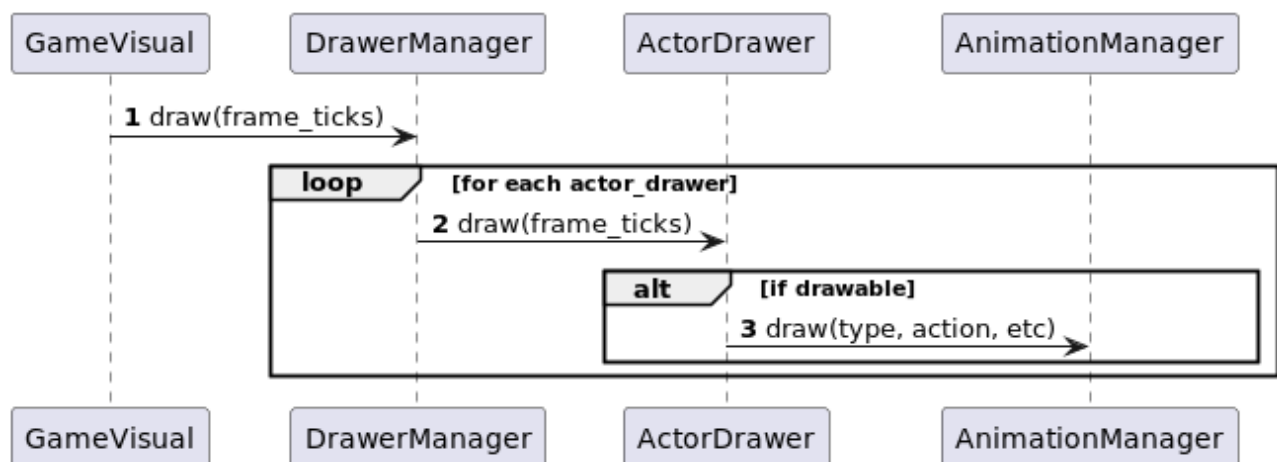 GameVisual DrawerManager ActorDrawer AnimationManager
1 draw(frame_ticks)
loop [for each actor_drawer]
2 draw(frame_ticks)
alt [if drawable]
3 draw(type, action, etc)
GameVisual DrawerManager ActorDrawer AnimationManager